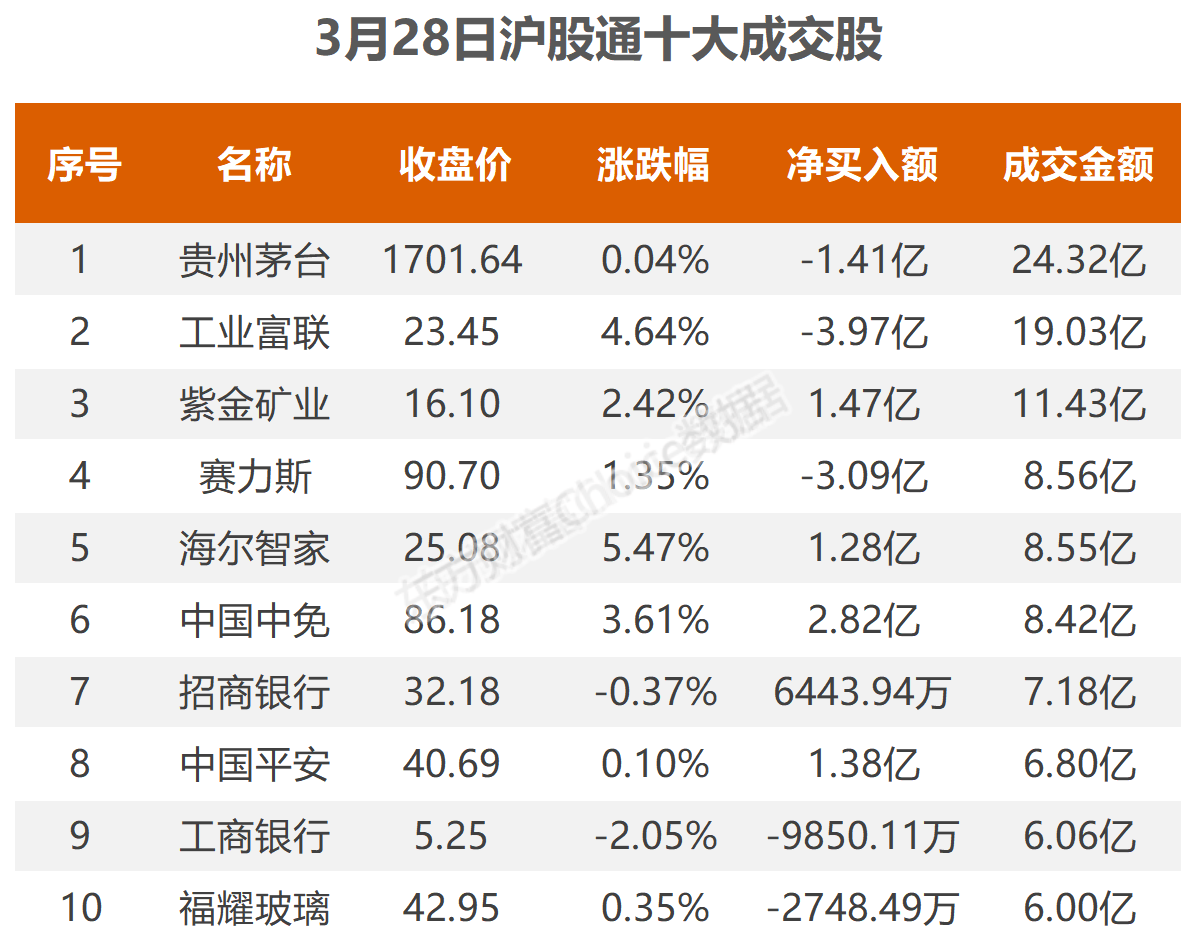 3月28日沪股通十大成交股
序号 名称 收盘价 涨跌幅 净买入额 成交金额
1 贵州茅台 1701.64 0.04% -1.41亿 24.32亿
2 工业富联 23.45 4.64% -3.97亿 19.03亿
3 紫金矿业 16.10 2.42% 1.47亿 11.43亿
4 赛力斯 90.70 1.35% -3.09亿 8.56亿
5 海尔智家 25.08 5.47% 1.28亿 8.55亿
6 中国中免 86.18 3.61% 2.82亿 8.42亿
7 招商银行 32.18 -0.37% 6443.94万 7.18亿
8 中国平安 40.69 0.10% 1.38亿 6.80亿
9 工商银行 5.25 -2.05% -9850.11万 6.06亿
10 福耀玻璃 42.95 0.35% -2748.49万 6.00亿
东方财富Choice数据